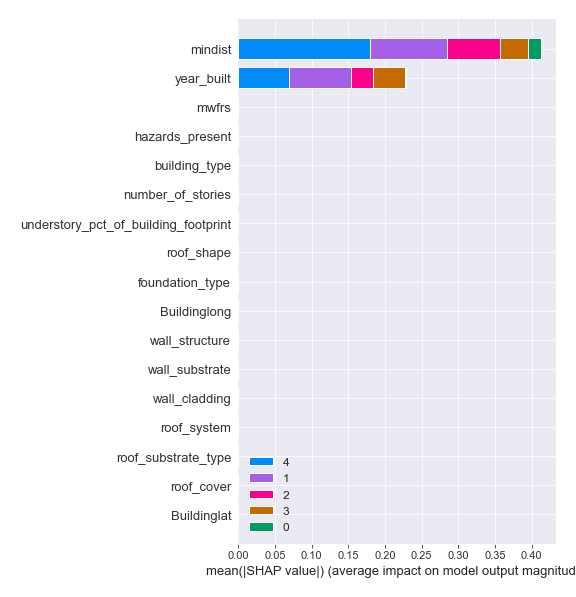 mindist
year_built
mwfrs
hazards_present
building_type
number_of_stories
understory_pct_of_building_footprint
roof_shape
foundation_type
Buildinglong
wall_structure
wall_substrate
wall_cladding
roof_system
roof_substrate_type
roof_cover
Buildinglat
4
1
2
3
0
0.00 0.05 0.10 0.15 0.20 0.25 0.30 0.35 0.40
mean(|SHAP value|) (average impact on model output magnitud